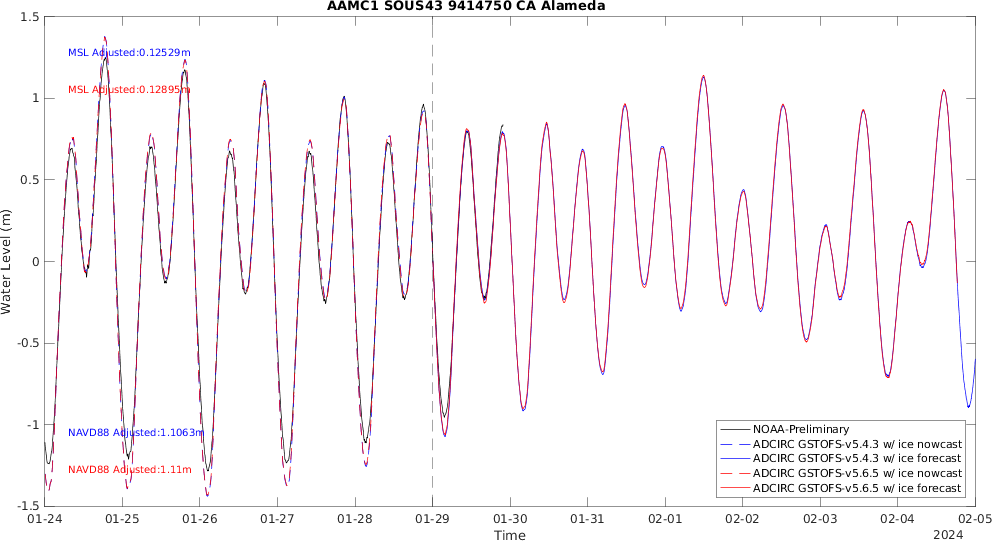 AAMC1 SOUS43 9414750 CA Alameda
1.5
1
0.5
0
-0.5
-1
-1.5
Water Level (m)
MSL Adjusted:0.12529m
MSL Adjusted:0.12895m
NAVD88 Adjusted:1.1063m
NAVD88 Adjusted:1.11m
NOAA-Preliminary
ADCIRC GSTOFS-v5.4.3 w/ ice nowcast
ADCIRC GSTOFS-v5.4.3 w/ ice forecast
ADCIRC GSTOFS-v5.6.5 w/ ice nowcast
ADCIRC GSTOFS-v5.6.5 w/ ice forecast
01-24 01-25 01-26 01-27 01-28 01-29 01-30 01-31 02-01 02-02 02-03 02-04 02-05
Time
2024